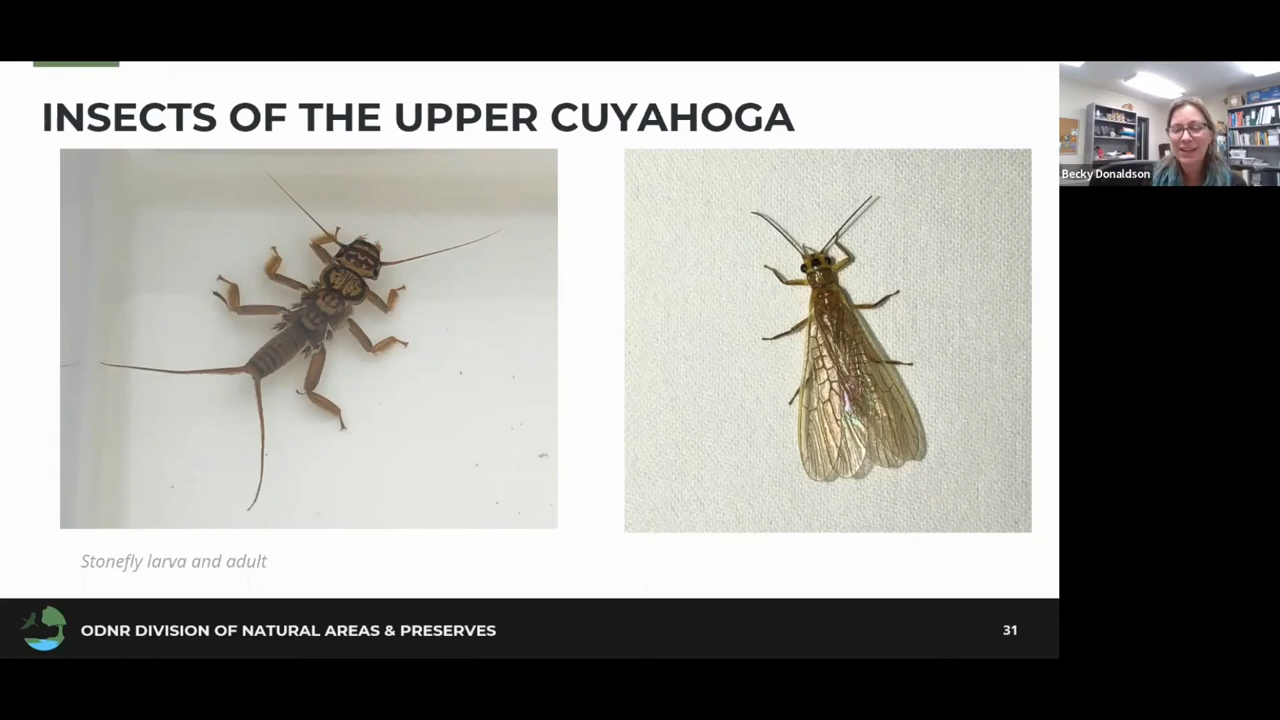 INSECTS OF THE UPPER CUYAHOGA
Becky Donaldson
Stonefly larva and adult
ODNR DIVISION OF NATURAL AREAS & PRESERVES
31